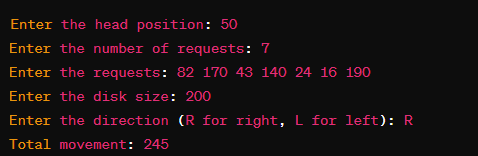 Enter the head position: 50
Enter the number of requests: 7
Enter the requests: 82 170 43 140 24 16 190
Enter the disk size: 200
Enter the direction (R for right, L for left): R
Total movement: 245